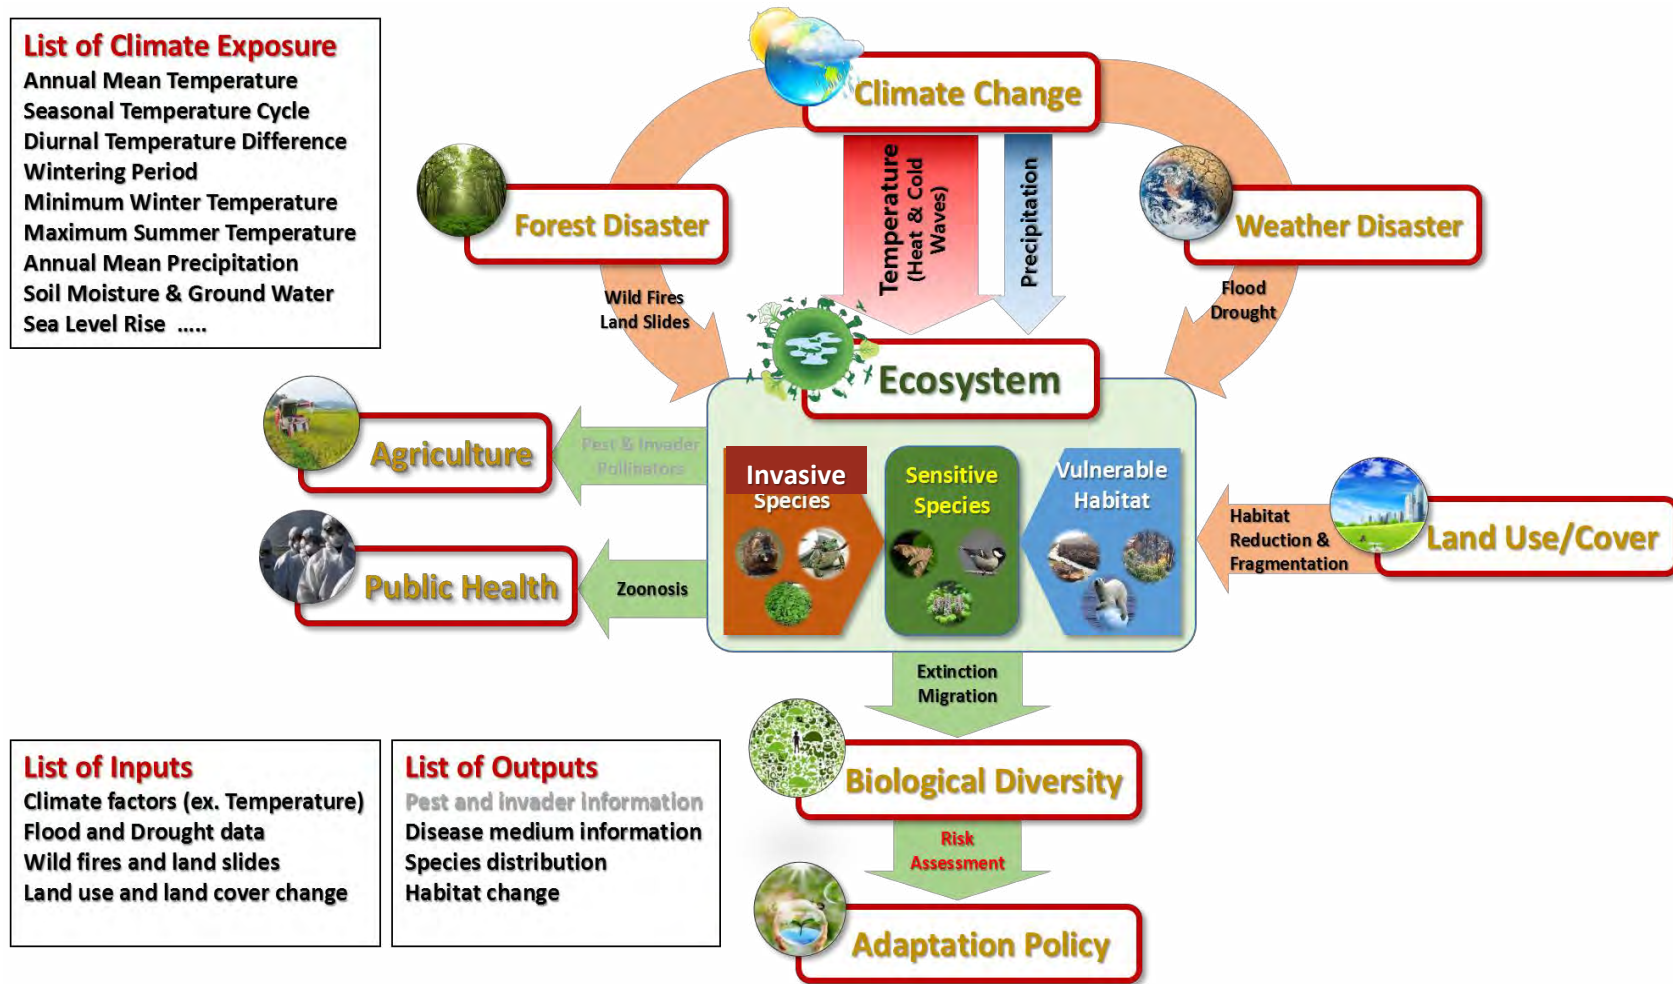 List of Climate Exposure
Annual Mean Temperature
Seasonal Temperature Cycle
Diurnal Temperature Difference
Wintering Period
Minimum Winter Temperature
Maximum Summer Temperature
Annual Mean Precipitation
Soil Moisture & Ground Water
Sea Level Rise .....
Climate Change
Temperature
(Heat & Cold
Waves)
Precipitation
Forest Disaster
Wild Fires
Land Slides
Weather Disaster
Flood
Drought
Ecosystem
Agriculture
Pest & Invader
Pollinators
Public Health
Zoonosis
Invasive
Species
Sensitive
Species
Vulnerable
Habitat
Habitat
Reduction &
Fragmentation
Land Use/Cover
Extinction
Migration
Biological Diversity
Risk
Assessment
Adaptation Policy
List of Inputs
Climate factors (ex. Temperature)
Flood and Drought data
Wild fires and land slides
Land use and land cover change
List of Outputs
Pest and invader information
Disease medium information
Species distribution
Habitat change